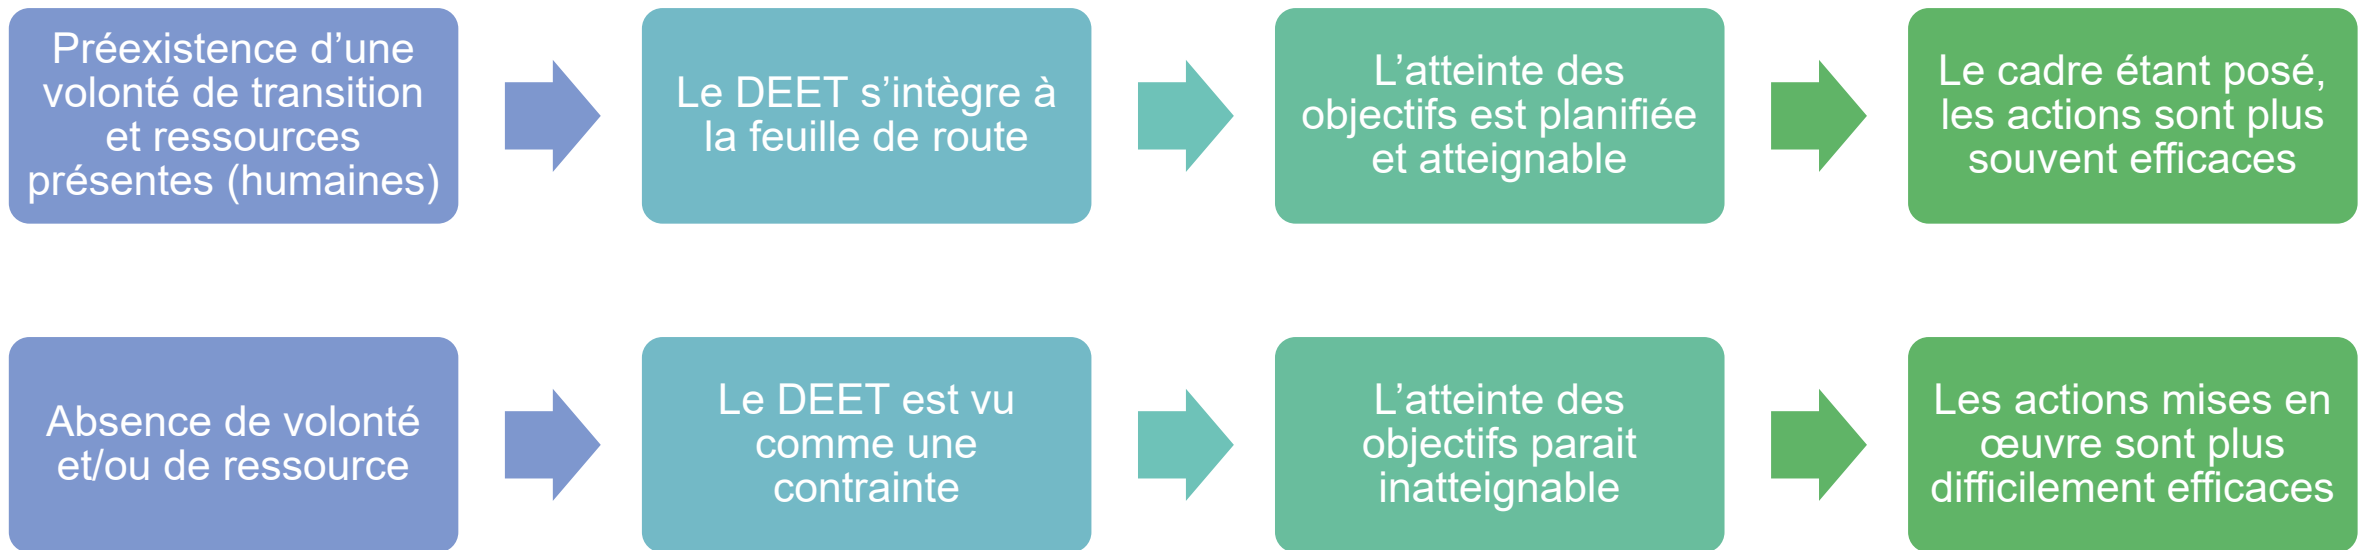 Préexistence d’une
volonté de transition
et ressources
présentes (humaines)
Le DEET s’intègre à
la feuille de route
L’atteinte des
objectifs est planifiée
et atteignable
Le cadre étant posé,
les actions sont plus
souvent efficaces
Absence de volonté
et/ou de ressource
Le DEET est vu
comme une
contrainte
L’atteinte des
objectifs parait
inatteignable
Les actions mises en
œuvre sont plus
difficilement efficaces